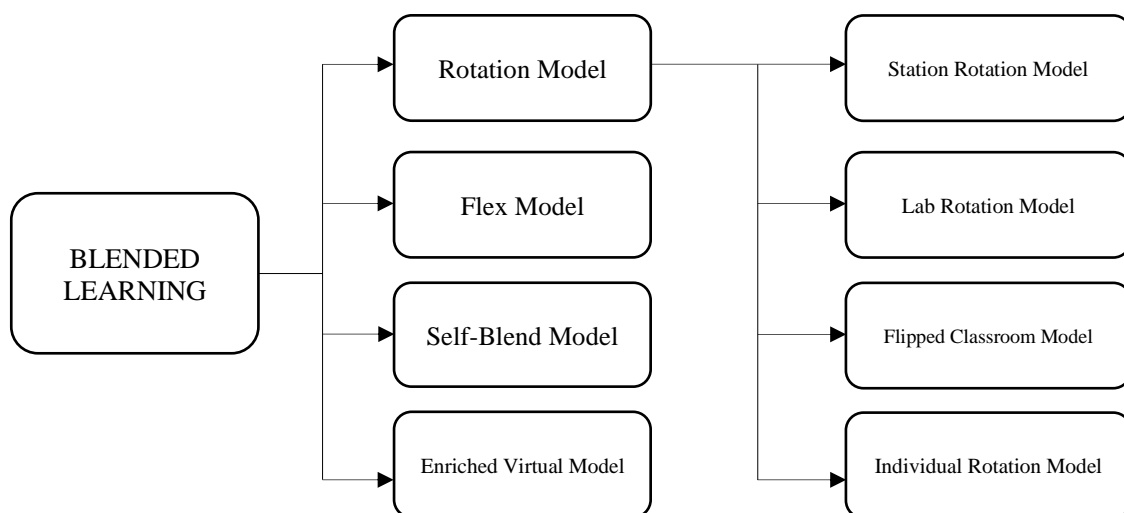 BLENDED
LEARNING
Rotation Model
Flex Model
Self-Blend Model
Enriched Virtual Model
Station Rotation Model
Lab Rotation Model
Flipped Classroom Model
Individual Rotation Model